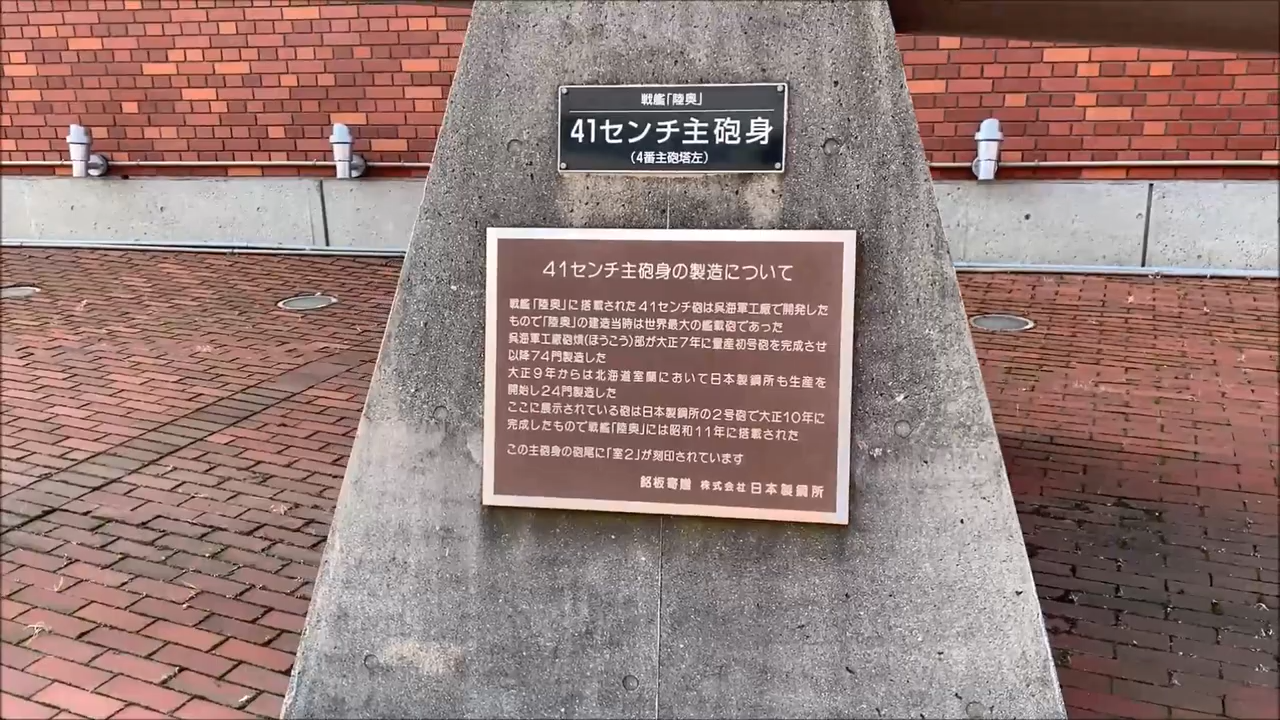 戦艦「陸奥」
41センチ主砲身
（4番主砲塔左）
41センチ主砲身の製造について
戦艦「陸奥」に搭載された41センチ砲は呉海軍工廠で開発した
もので「陸奥」の建造当時は世界最大の艦載砲であった
呉海軍工廠砲熕(ほうこう)部が大正7年に量産初号砲を完成させ
以降74門製造した
大正9年からは北海道室蘭において日本製鋼所も生産を
開始し24門製造した
ここに展示されている砲は日本製鋼所の2号砲で大正10年に
完成したもので戦艦「陸奥」には昭和11年に搭載された
この主砲身の砲尾に「室2」が刻印されています
銘板寄贈 株式会社日本製鋼所